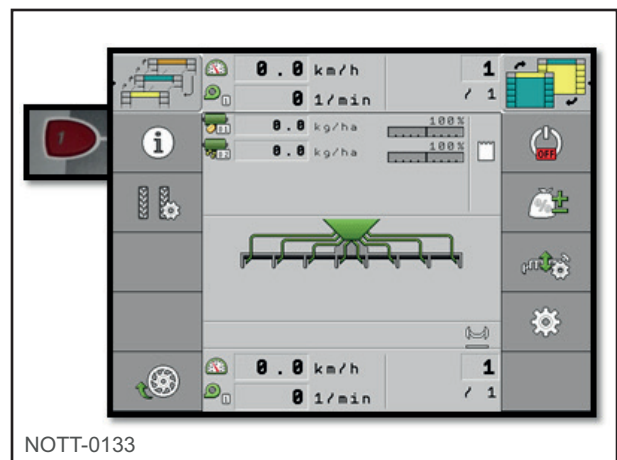 0.0 km/h 1
0 1/min / 1
1
0.0 kg/ha 100%
0.0 kg/ha 100%
OFF
%
0.0 km/h 1
0 1/min / 1
NOTT-0133